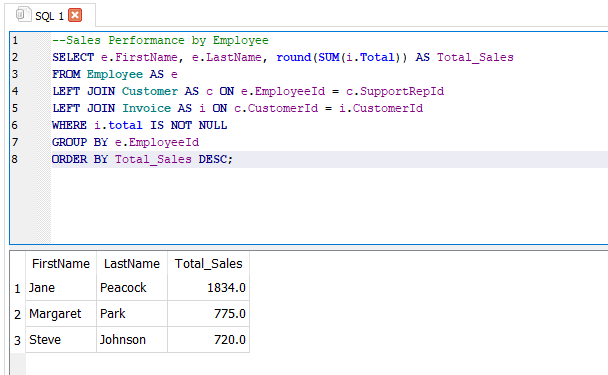 SQL 1
1 --Sales Performance by Employee
2 SELECT e.FirstName, e.LastName, round(SUM(i.Total)) AS Total_Sales
3 FROM Employee AS e
4 LEFT JOIN Customer AS c ON e.EmployeeId = c.SupportRepId
5 LEFT JOIN Invoice AS i ON c.CustomerId = i.CustomerId
6 WHERE i.total IS NOT NULL
7 GROUP BY e.EmployeeId
8 ORDER BY Total_Sales DESC;
FirstName LastName Total_Sales
1 Jane Peacock 1834.0
2 Margaret Park 775.0
3 Steve Johnson 720.0